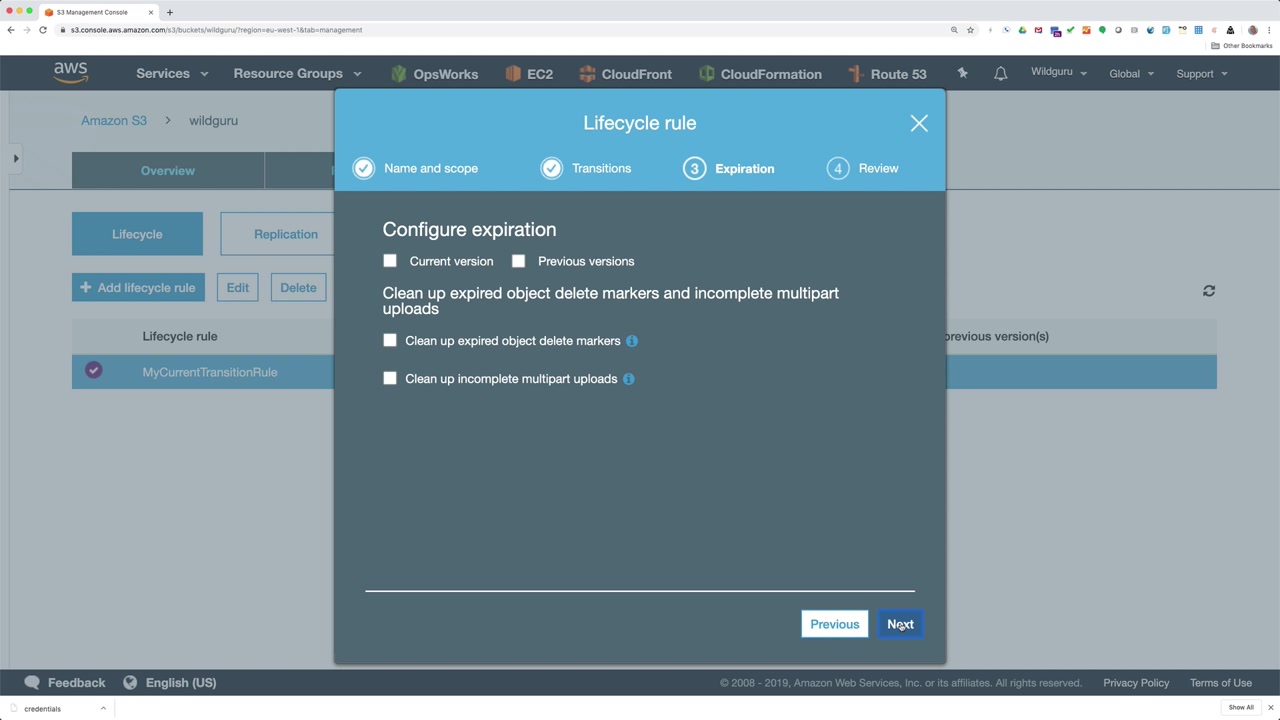 S3 Management Console
s3.console.aws.amazon.com/s3/buckets/wildguru/?region=eu-west-1&tab=management
Other Bookmarks
aws
Services
Resource Groups
OpsWorks
EC2
CloudFront
CloudFormation
Route 53
Wildguru
Global
Support
Amazon S3
wildguru
Overview
Lifecycle rule
Name and scope
Transitions
3 Expiration
4 Review
Configure expiration
Current version
Previous versions
Clean up expired object delete markers and incomplete multipart
uploads
Clean up expired object delete markers
Clean up incomplete multipart uploads
Previous
Next
Lifecycle
Replication
+ Add lifecycle rule
Edit
Delete
Lifecycle rule
previous version(s)
MyCurrentTransitionRule
Feedback
English (US)
© 2008 - 2019, Amazon Web Services, Inc. or its affiliates. All rights reserved.
Privacy Policy
Terms of Use
credentials
Show All